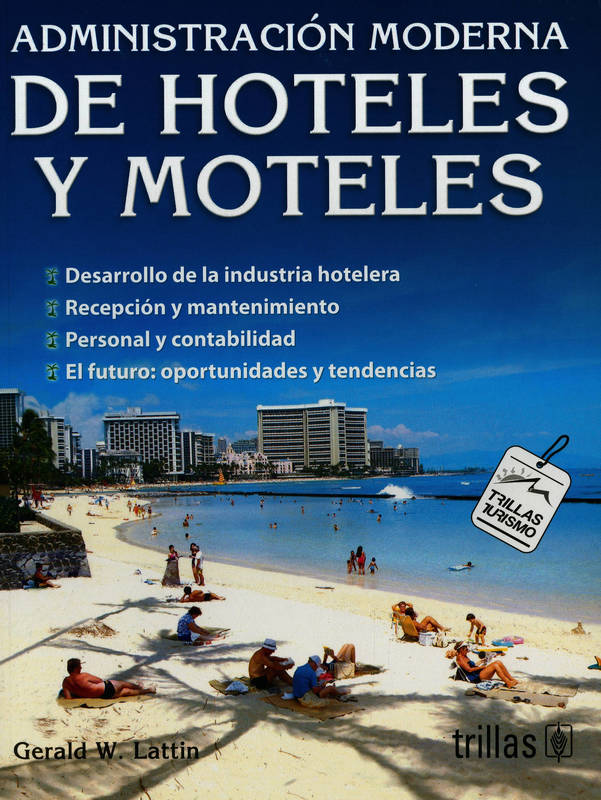 ADMINISTRACIÓN MODERNA
DE HOTELES
Y MOTELES
Desarrollo de la industria hotelera
Recepción y mantenimiento
Personal y contabilidad
El futuro: oportunidades y tendencias
TRILLAS
TURISMO
Gerald W. Lattin
trillas